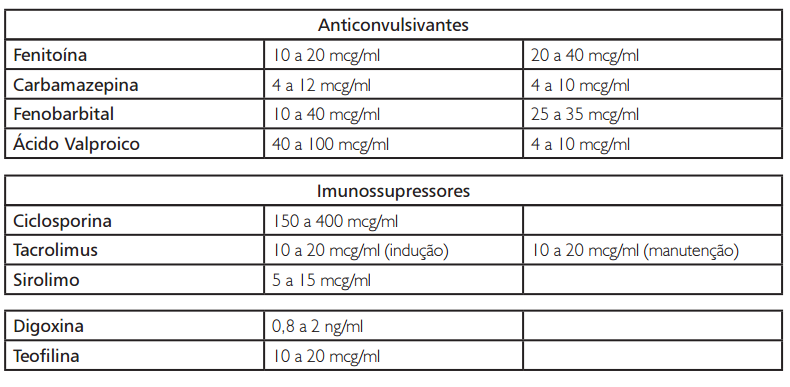 Anticonvulsivantes
Fenitoína 10 a 20 mcg/ml 20 a 40 mcg/ml
Carbamazepina 4 a 12 mcg/ml 4 a 10 mcg/ml
Fenobarbital 10 a 40 mcg/ml 25 a 35 mcg/ml
Ácido Valproico 40 a 100 mcg/ml 4 a 10 mcg/ml
Imunossupressores
Ciclosporina 150 a 400 mcg/ml
Tacrolimus 10 a 20 mcg/ml (indução) 10 a 20 mcg/ml (manutenção)
Sirolimo 5 a 15 mcg/ml
Digoxina 0,8 a 2 ng/ml
Teofilina 10 a 20 mcg/ml